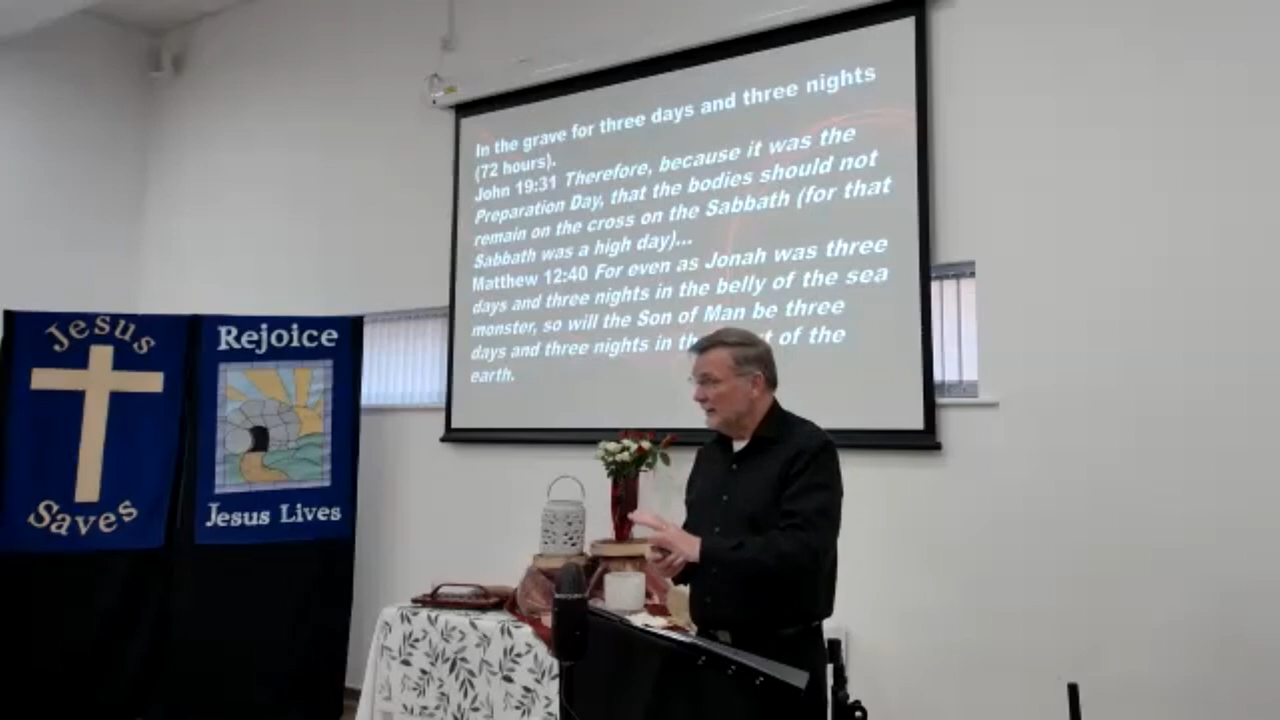 In the grave for three days and three nights
(72 hours).
John 19:31 Therefore, because it was the
Preparation Day, that the bodies should not
remain on the cross on the Sabbath (for that
Sabbath was a high day)...
Matthew 12:40 For even as Jonah was three
days and three nights in the belly of the sea
monster, so will the Son of Man be three
days and three nights in of the
earth.
Jesus
Saves
Rejoice
Jesus Lives